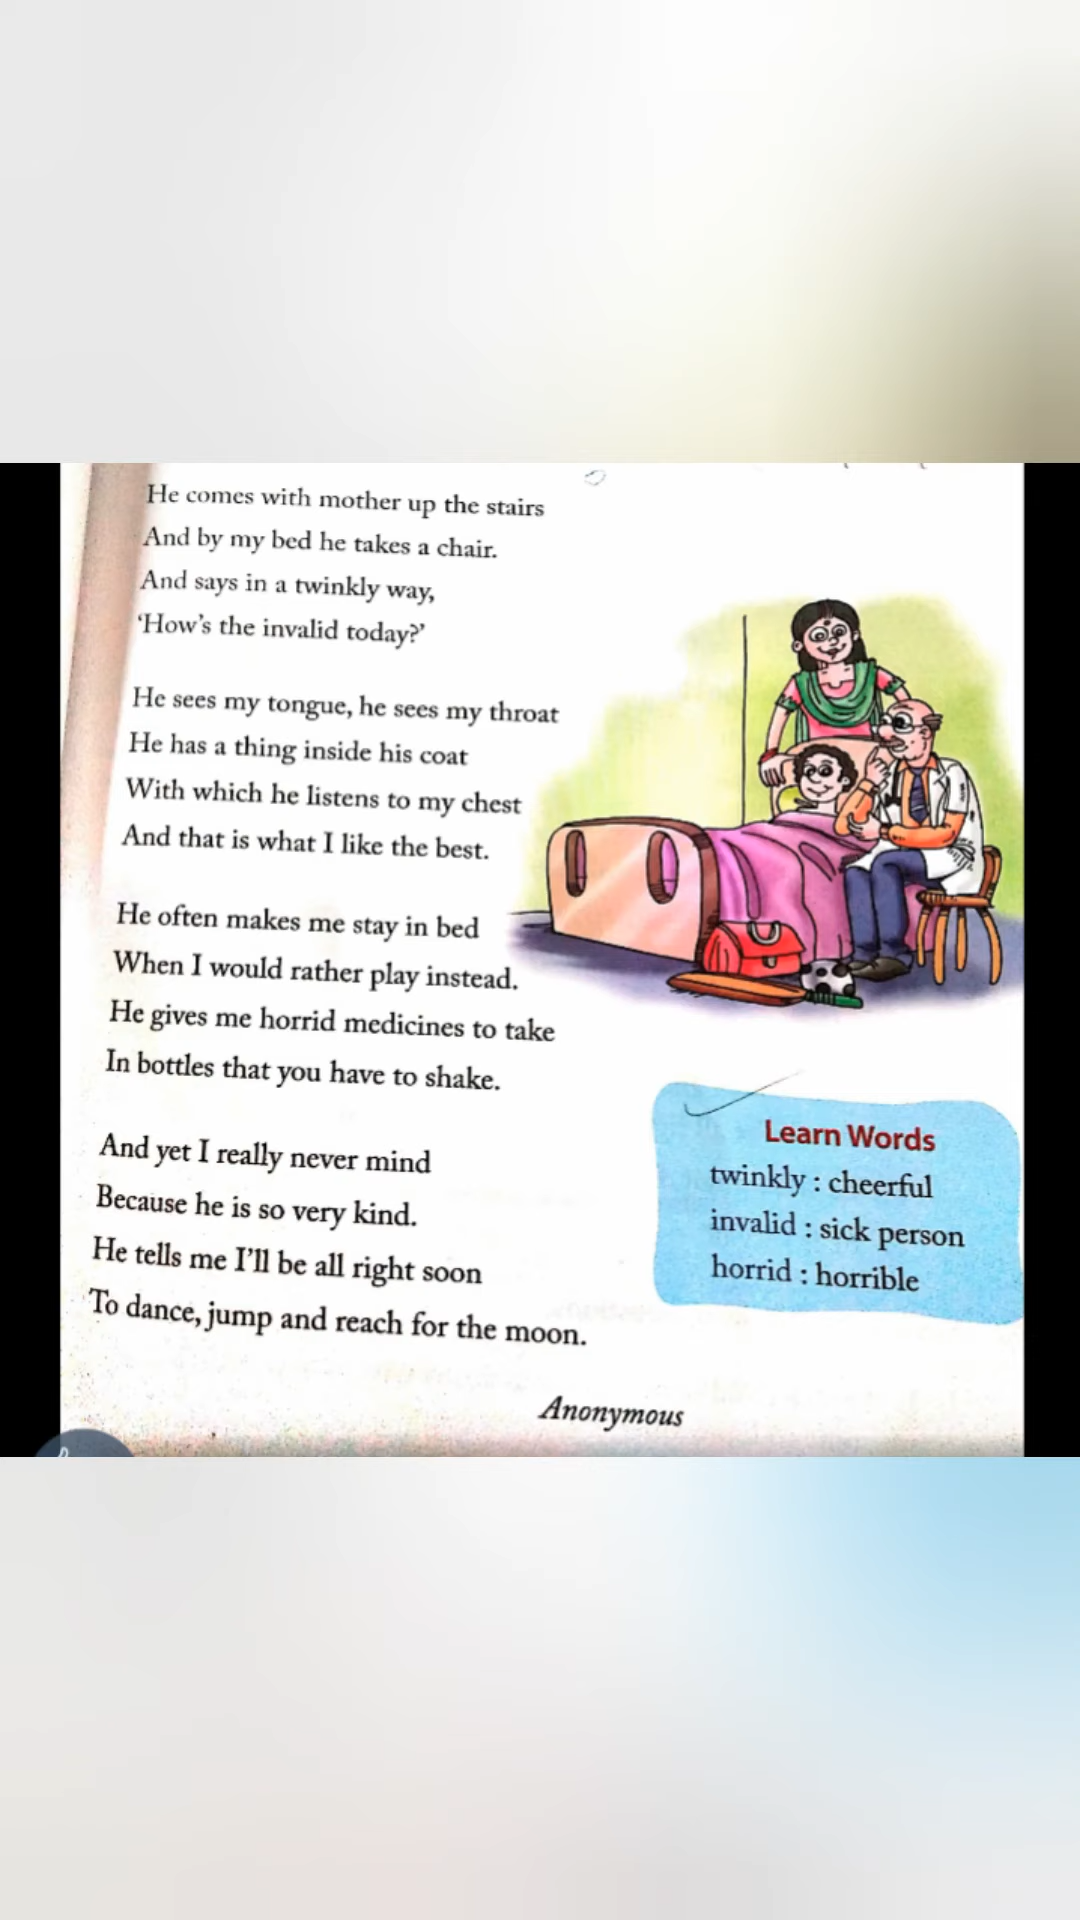 He comes with mother up the stairs
And by my bed he takes a chair.
And says in a twinkly way,
‘How’s the invalid today?’
He sees my tongue, he sees my throat
He has a thing inside his coat
With which he listens to my chest
And that is what I like the best.
He often makes me stay in bed
When I would rather play instead.
He gives me horrid medicines to take
In bottles that you have to shake.
And yet I really never mind
Because he is so very kind.
He tells me I’ll be all right soon
To dance, jump and reach for the moon.
Anonymous
Learn Words
twinkly : cheerful
invalid : sick person
horrid : horrible